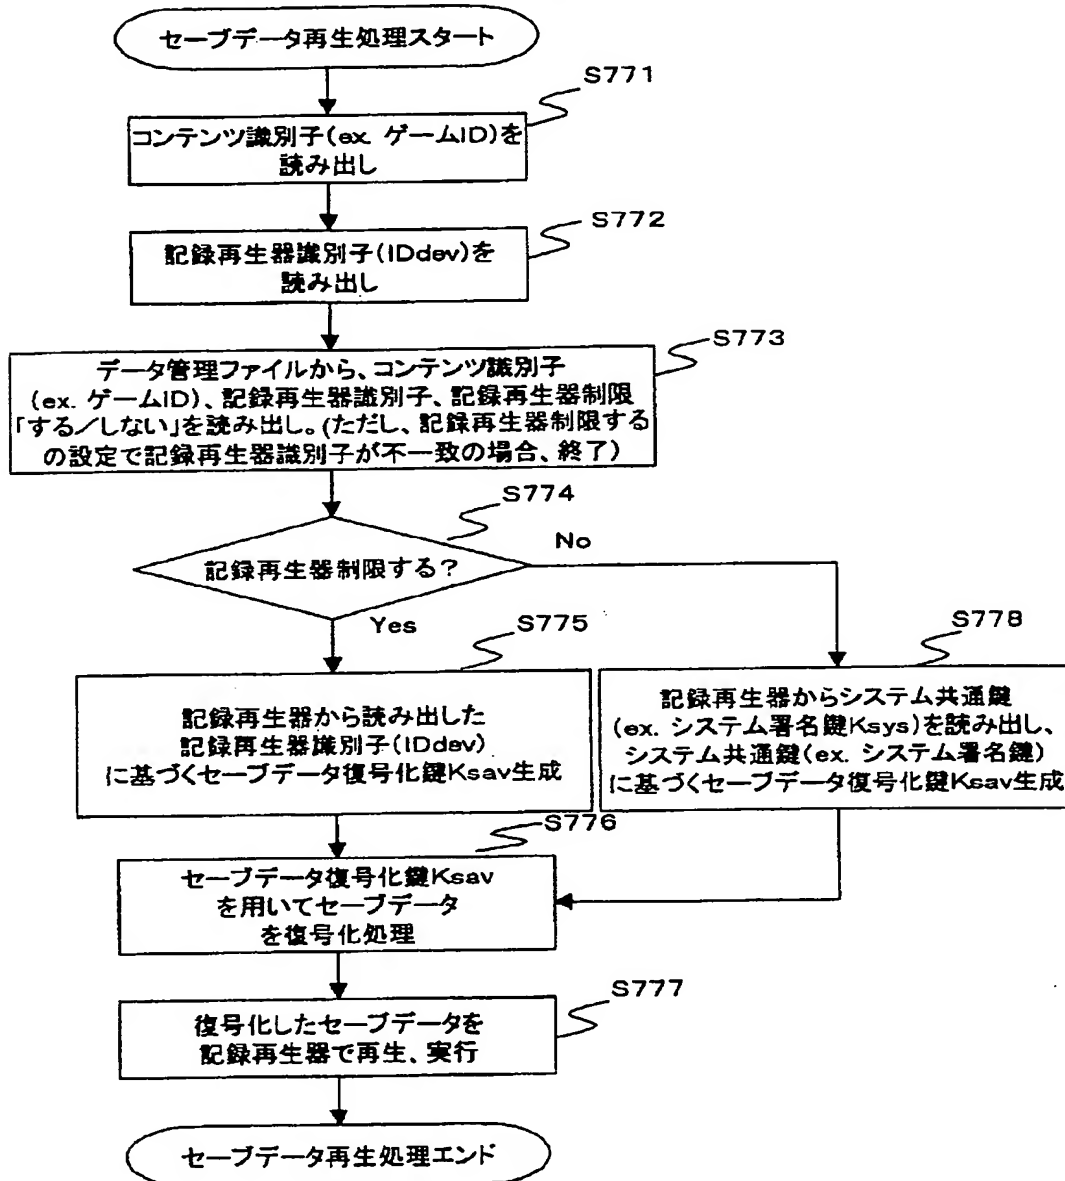 セーブデータ再生処理スタート
S771
コンテンツ識別子(ex. ゲームID)を
読み出し
S772
記録再生器識別子(IDdev)を
読み出し
S773
データ管理ファイルから、コンテンツ識別子
(ex. ゲームID)、記録再生器識別子、記録再生器制限
「する／しない」を読み出し。(ただし、記録再生器制限する
の設定で記録再生器識別子が不一致の場合、終了)
S774
記録再生器制限する？
No
Yes
S775
記録再生器から読み出した
記録再生器識別子(IDdev)
に基づくセーブデータ復号化鍵Ksav生成
S778
記録再生器からシステム共通鍵
(ex. システム署名鍵Ksys)を読み出し、
システム共通鍵(ex. システム署名鍵)
に基づくセーブデータ復号化鍵Ksav生成
S776
セーブデータ復号化鍵Ksav
を用いてセーブデータ
を復号化処理
S777
復号化したセーブデータを
記録再生器で再生、実行
セーブデータ再生処理エンド